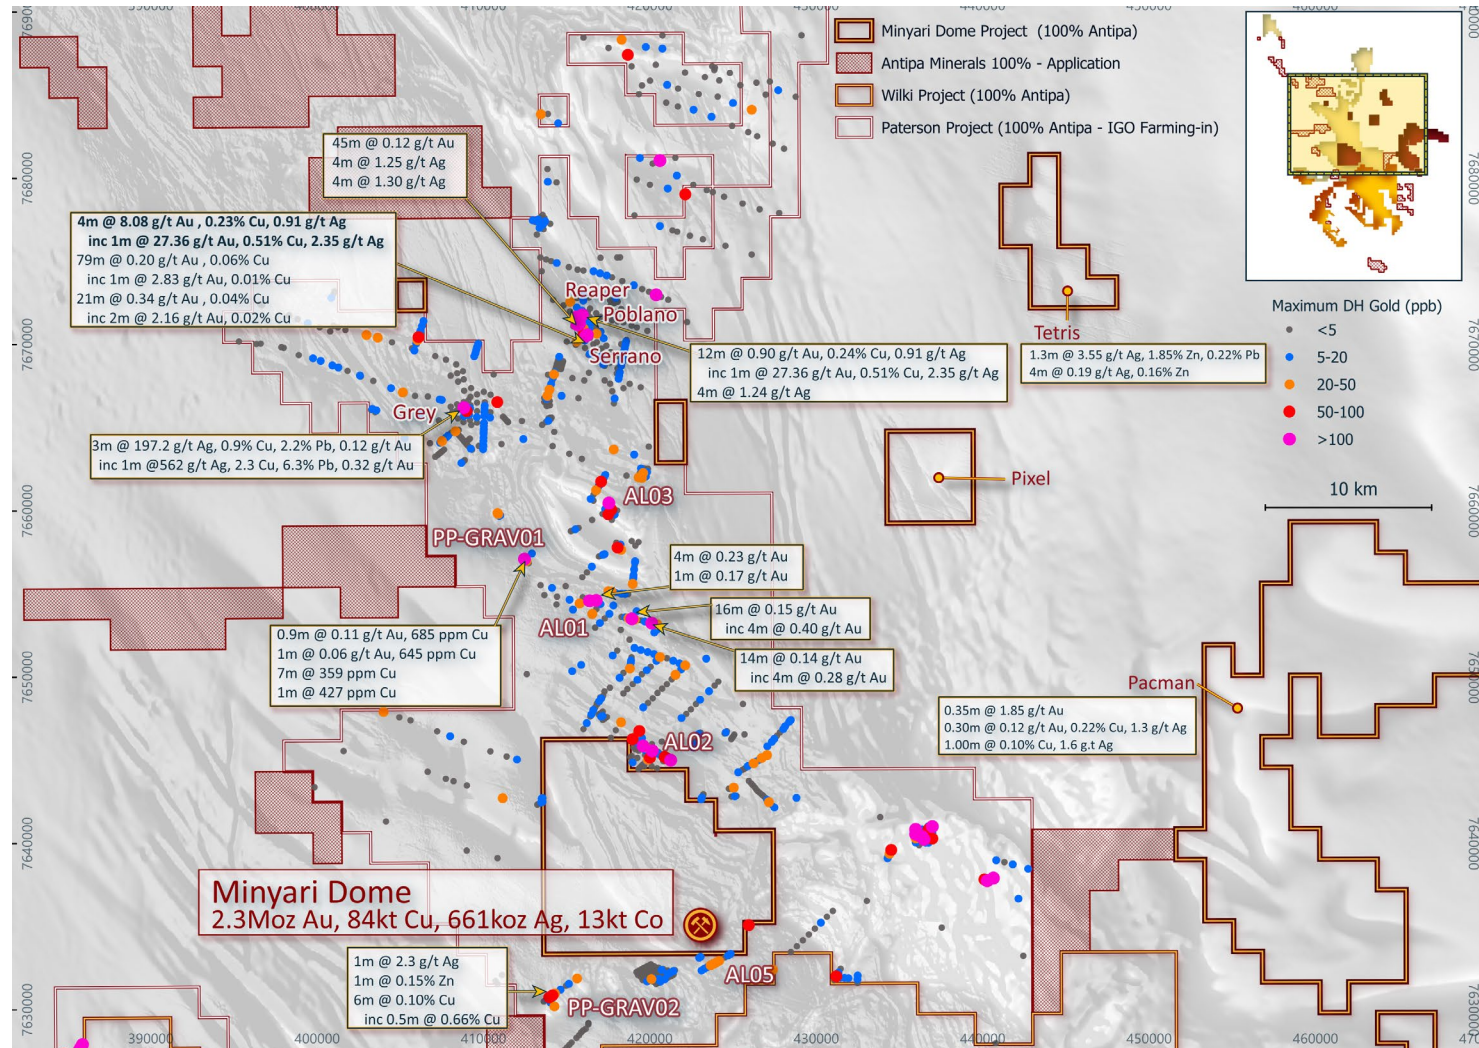 Minyari Dome Project (100% Antipa)
Antipa Minerals 100% - Application
Wilki Project (100% Antipa)
Paterson Project (100% Antipa - IGO Farming-in)
45m @ 0.12 g/t Au
4m @ 1.25 g/t Ag
4m @ 1.30 g/t Ag
4m @ 8.08 g/t Au , 0.23% Cu, 0.91 g/t Ag
inc 1m @ 27.36 g/t Au, 0.51% Cu, 2.35 g/t Ag
79m @ 0.20 g/t Au , 0.06% Cu
inc 1m @ 2.83 g/t Au, 0.01% Cu
21m @ 0.34 g/t Au , 0.04% Cu
inc 2m @ 2.16 g/t Au, 0.02% Cu
Reaper
Poblano
Serrano
12m @ 0.90 g/t Au, 0.24% Cu, 0.91 g/t Ag
inc 1m @ 27.36 g/t Au, 0.51% Cu, 2.35 g/t Ag
4m @ 1.24 g/t Ag
Tetris
1.3m @ 3.55 g/t Ag, 1.85% Zn, 0.22% Pb
4m @ 0.19 g/t Ag, 0.16% Zn
Maximum DH Gold (ppb)
<5
5-20
20-50
50-100
>100
10 km
Grey
3m @ 197.2 g/t Ag, 0.9% Cu, 2.2% Pb, 0.12 g/t Au
inc 1m @562 g/t Ag, 2.3 Cu, 6.3% Pb, 0.32 g/t Au
Pixel
AL03
PP-GRAV01
4m @ 0.23 g/t Au
1m @ 0.17 g/t Au
16m @ 0.15 g/t Au
inc 4m @ 0.40 g/t Au
AL01
14m @ 0.14 g/t Au
inc 4m @ 0.28 g/t Au
0.9m @ 0.11 g/t Au, 685 ppm Cu
1m @ 0.06 g/t Au, 645 ppm Cu
7m @ 359 ppm Cu
1m @ 427 ppm Cu
Pacman
0.35m @ 1.85 g/t Au
0.30m @ 0.12 g/t Au, 0.22% Cu, 1.3 g/t Ag
1.00m @ 0.10% Cu, 1.6 g.t Ag
AL02
Minyari Dome
2.3Moz Au, 84kt Cu, 661koz Ag, 13kt Co
AL05
1m @ 2.3 g/t Ag
1m @ 0.15% Zn
6m @ 0.10% Cu
inc 0.5m @ 0.66% Cu
PP-GRAV02
7680000
7670000
7660000
7650000
7640000
7630000
7680000
7670000
7660000
7650000
7640000
390000
400000
410000
420000
430000
440000
450000
460000